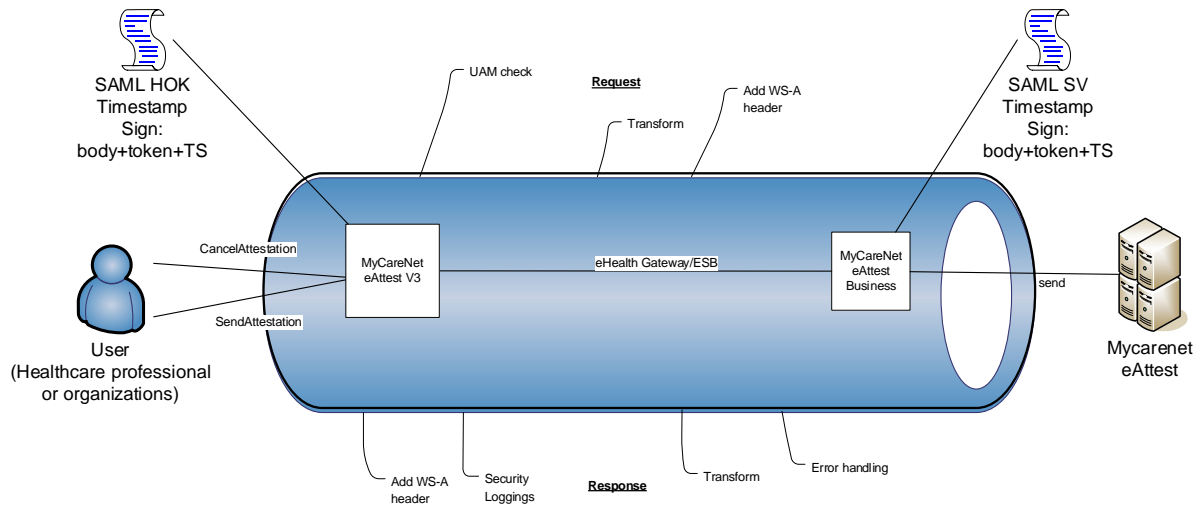 SAML HOK
Timestamp
Sign:
body+token+TS
UAM check
Request
Transform
Add WS-A
header
SAML SV
Timestamp
Sign:
body+token+TS
CancelAttestation
SendAttestation
MyCareNet
eAttest V3
eHealth Gateway/ESB
MyCareNet
eAttest
Business
send
User
(Healthcare professional
or organizations)
Mycarenet
eAttest
Add WS-A
header
Security
Loggings
Response
Transform
Error handling